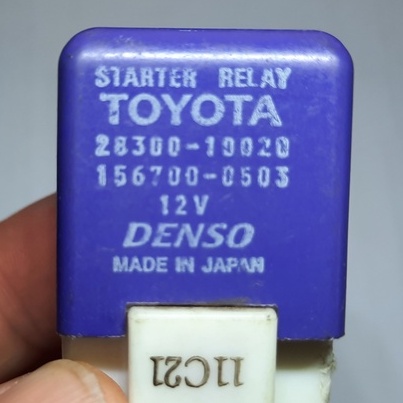 STARTER RELAY
TOYOTA
28300-10020
156700-0503
12V
DENSO
MADE IN JAPAN
11C21